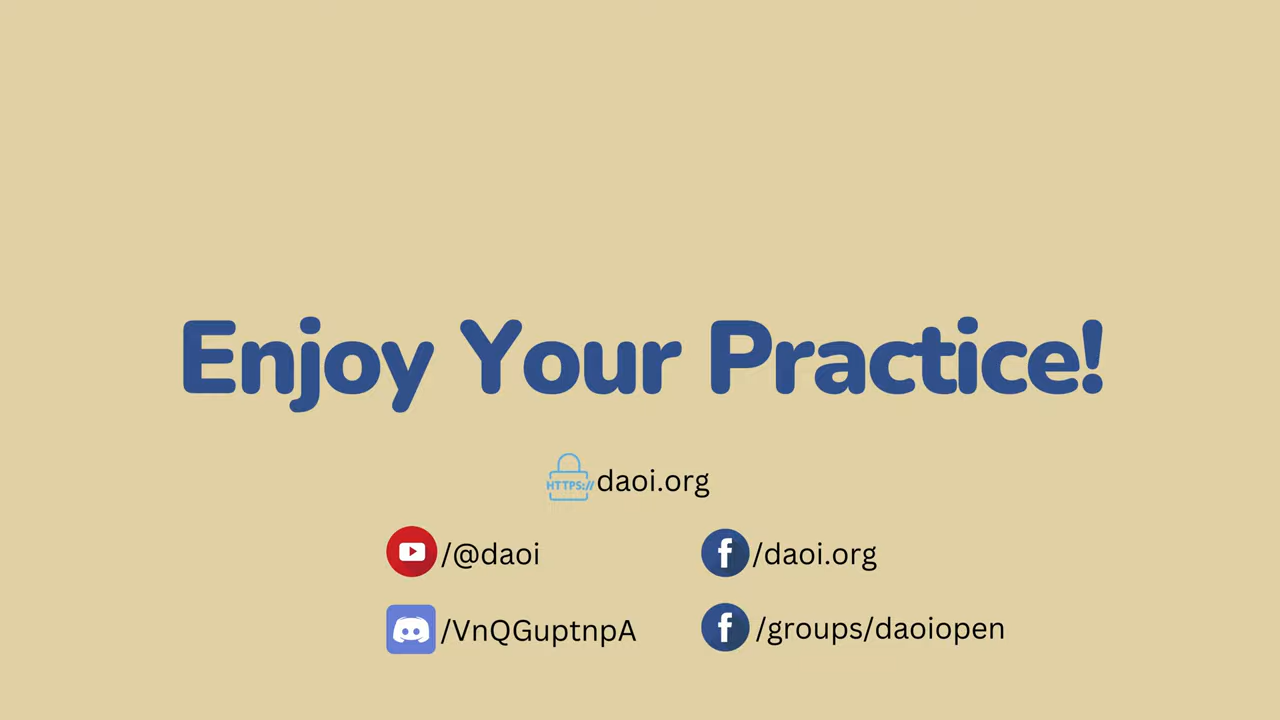 Enjoy Your Practice!
HTTPS:// daoi.org
/@daoi
/daoi.org
/VnQGuptnpA
/groups/daoiopen